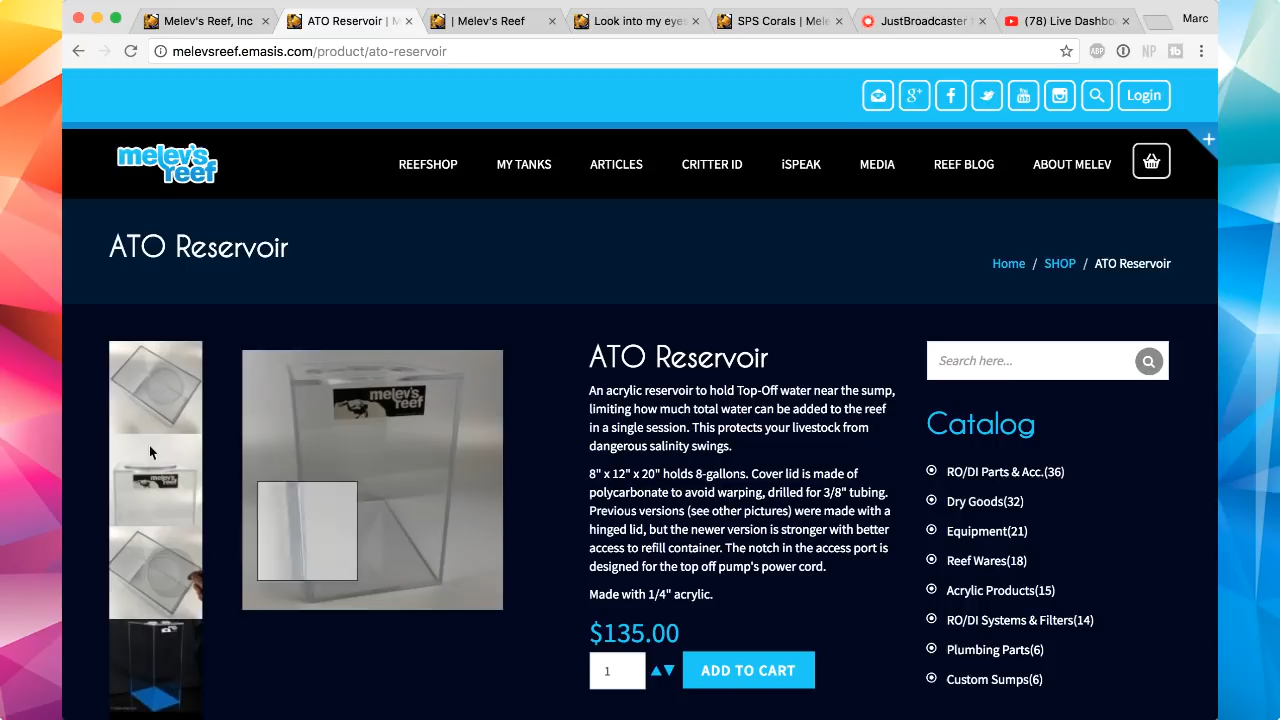 Melev's Reef, Inc
ATO Reservoir | M
| Melev's Reef
Look into my eyes
SPS Corals | Mele
JustBroadcaster f
(78) Live Dashbo
Marc
melevsreef.emasis.com/product/ato-reservoir
ABP
NP
tb
g+
f
You
Login
melev's
reef
REEFSHOP
MY TANKS
ARTICLES
CRITTER ID
iSPEAK
MEDIA
REEF BLOG
ABOUT MELEV
+
ATO Reservoir
Home / SHOP / ATO Reservoir
melev's
reef
ATO Reservoir
An acrylic reservoir to hold Top-Off water near the sump,
limiting how much total water can be added to the reef
in a single session. This protects your livestock from
dangerous salinity swings.
8" x 12" x 20" holds 8-gallons. Cover lid is made of
polycarbonate to avoid warping, drilled for 3/8" tubing.
Previous versions (see other pictures) were made with a
hinged lid, but the newer version is stronger with better
access to refill container. The notch in the access port is
designed for the top off pump's power cord.
Made with 1/4" acrylic.
$135.00
1
ADD TO CART
Search here...
Catalog
RO/DI Parts & Acc.(36)
Dry Goods(32)
Equipment(21)
Reef Wares(18)
Acrylic Products(15)
RO/DI Systems & Filters(14)
Plumbing Parts(6)
Custom Sumps(6)